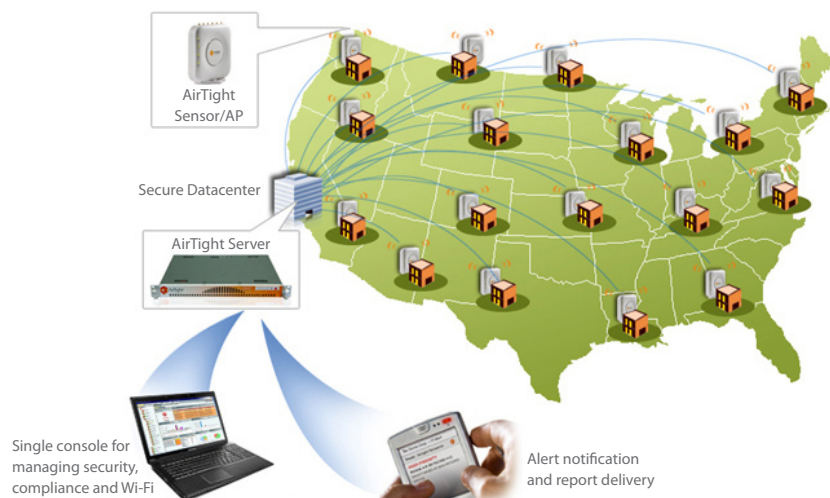 AirTight
Sensor/AP
Secure Datacenter
AirTight Server
Single console for
managing security,
compliance and Wi-Fi
Alert notification
and report delivery